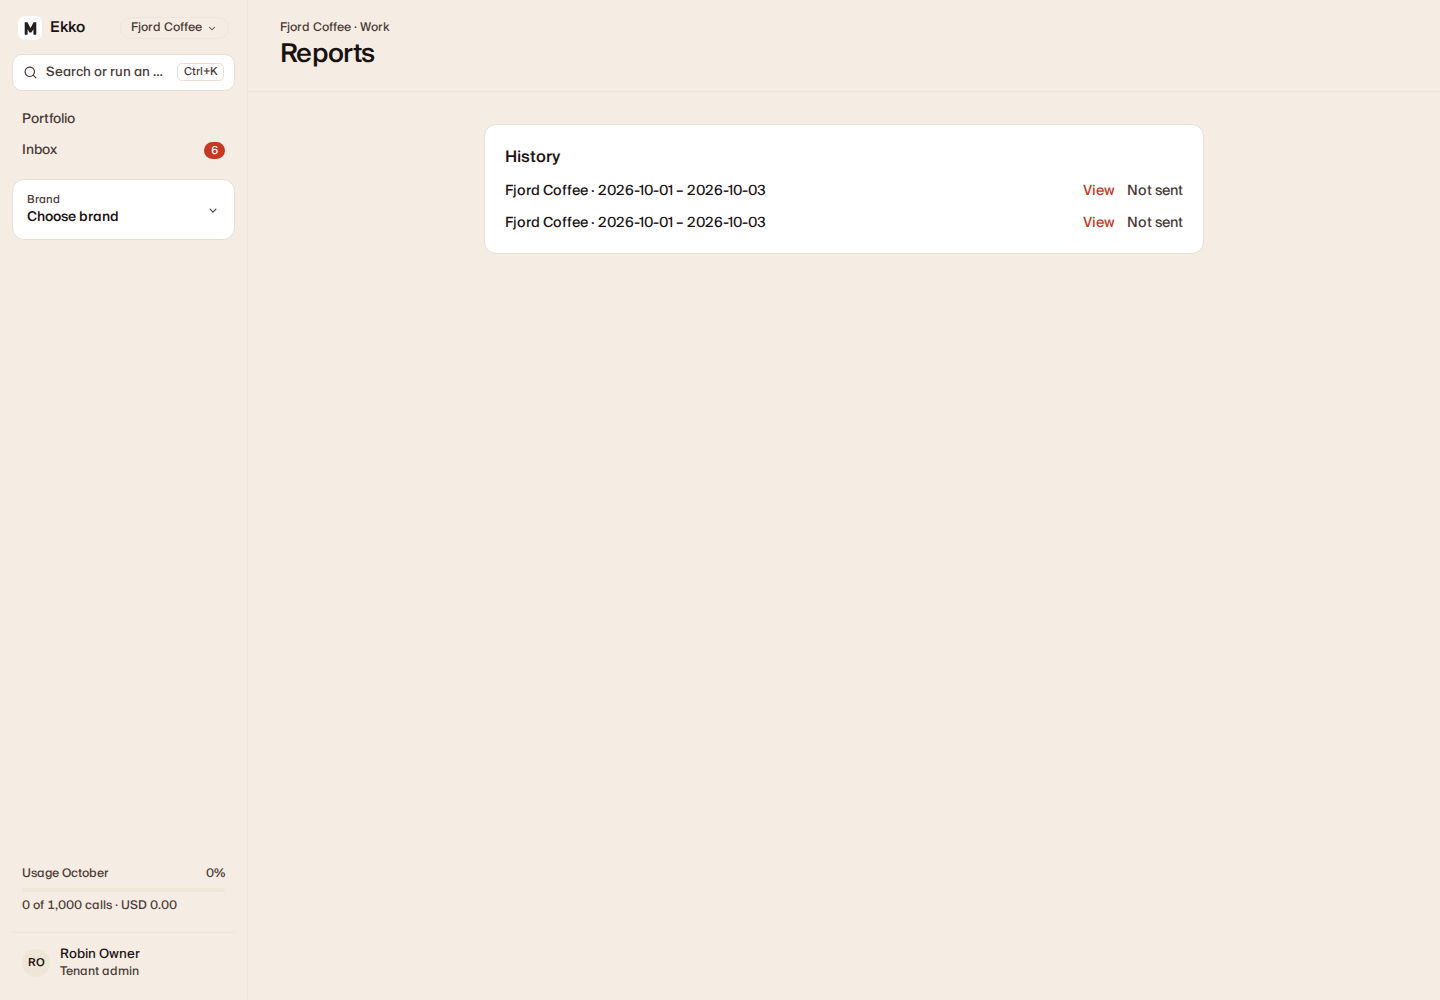 Ekko
Fjord Coffee
Search or run an ...
Ctrl+K
Portfolio
Inbox
6
Brand
Choose brand
Usage October
0%
0 of 1,000 calls · USD 0.00
RO
Robin Owner
Tenant admin
Fjord Coffee · Work
Reports
History
Fjord Coffee · 2026-10-01 – 2026-10-03
View
Not sent
Fjord Coffee · 2026-10-01 – 2026-10-03
View
Not sent